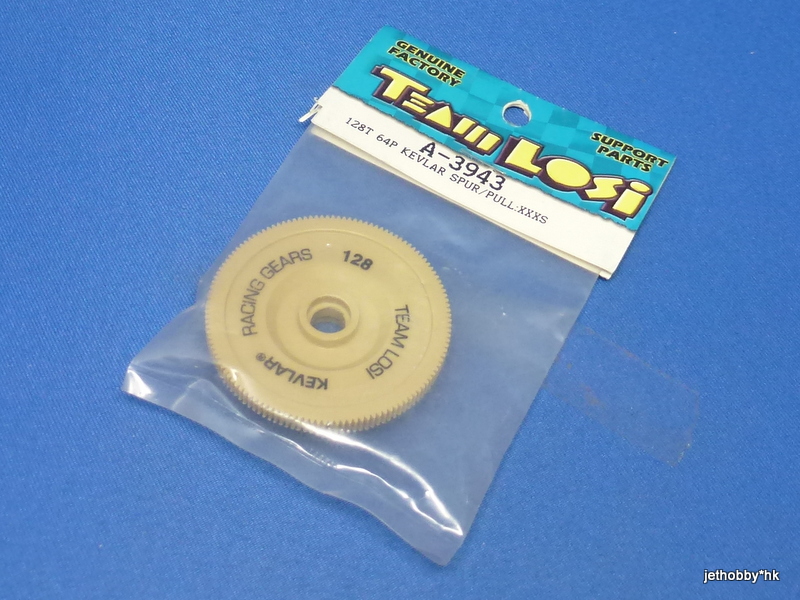 GENUINE
FACTORY
TEAM LOSi
SUPPORT
PARTS
A-3943
128T 64P KEVLAR SPUR/PULL:XXXS
128
TEAM LOSI
KEVLAR®
RACING GEARS
jethobby*hk